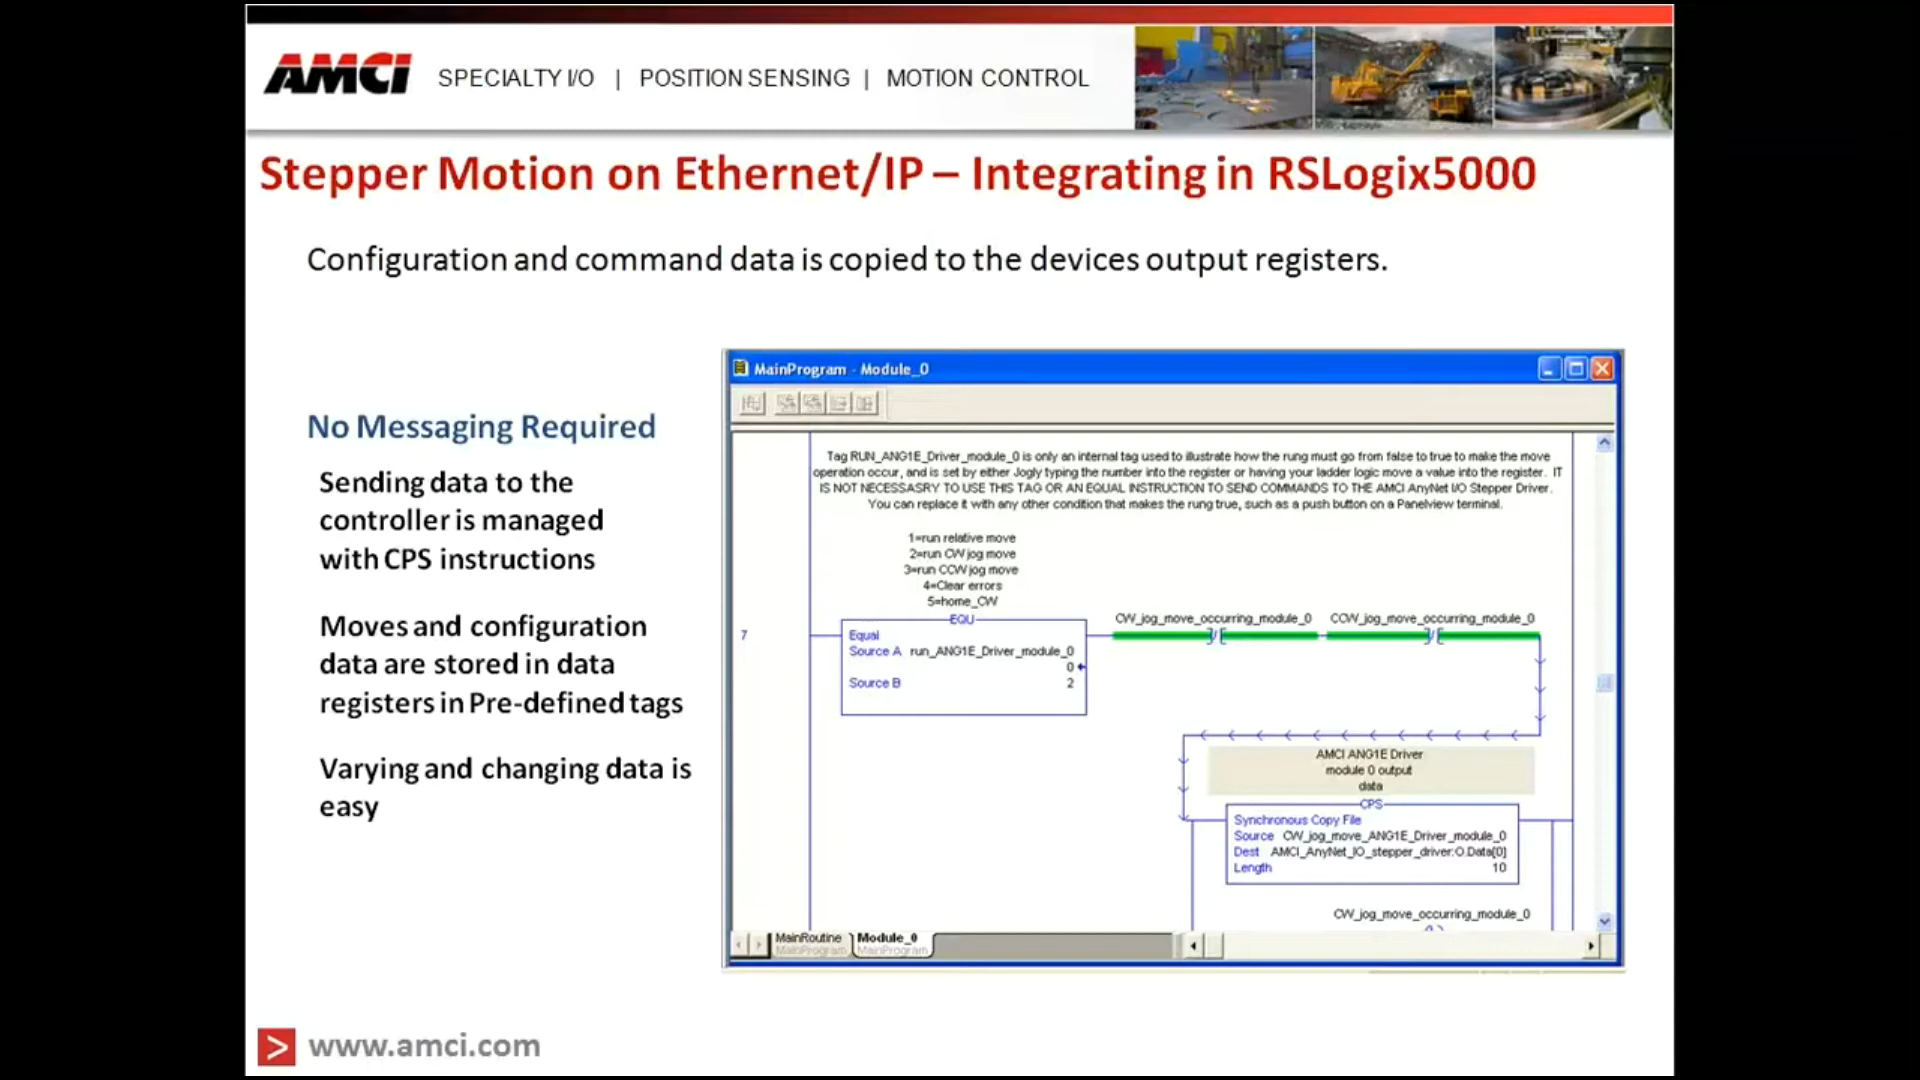 AMCI SPECIALTY I/O | POSITION SENSING | MOTION CONTROL
Stepper Motion on Ethernet/IP – Integrating in RSLogix5000
Configuration and command data is copied to the devices output registers.
No Messaging Required
Sending data to the
controller is managed
with CPS instructions
Moves and configuration
data are stored in data
registers in Pre-defined tags
Varying and changing data is
easy
MainProgram - Module_0
Tag RUN_ANG1E_Driver_module_0 is only an internal tag used to illustrate how the rung must go from false to true to make the move
operation occur, and is set by either Jogly typing the number into the register or having your ladder logic move a value into the register. IT
IS NOT NECESSASRY TO USE THIS TAG OR AN EQUAL INSTRUCTION TO SEND COMMANDS TO THE AMCI AnyNet I/O Stepper Driver.
You can replace it with any other condition that makes the rung true, such as a push button on a Panelview terminal.
1=run relative move
2=run CW jog move
3=run CCW jog move
4=Clear errors
5=home_CW
EQU
Equal
Source A run_ANG1E_Driver_module_0
0
Source B 2
7
CW_jog_move_occurring_module_0 CCW_jog_move_occurring_module_0
AMCI ANG1E Driver
module 0 output
data
CPS
Synchronous Copy File
Source CW_jog_move_ANG1E_Driver_module_0
Dest AMCI_AnyNet_IO_stepper_driver:O.Data[0]
Length 10
CW_jog_move_occurring_module_0
MainRoutine Module_0
MainProgram MainProgram
> www.amci.com